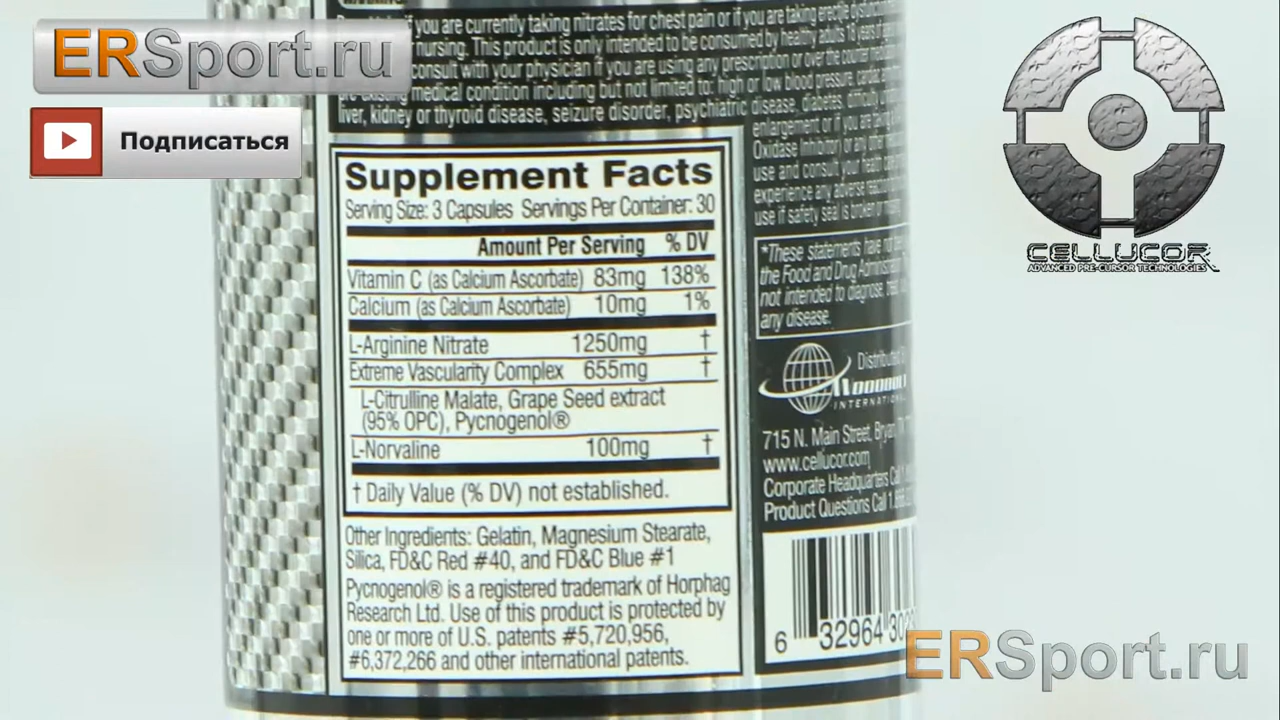 ERSport.ru
Подписаться
if you are currently taking nitrates for chest pain or if you are taking erectile
nursing. This product is only intended to be consumed by healthy adults 18 years
consult with your physician if you are using any prescription or over the counter
medical condition including but not limited to: high or low blood pressure, cardiac
liver, kidney or thyroid disease, seizure disorder, psychiatric disease, diabetes, difficulty
enlargement or if you are taking
Oxidase Inhibitor) or any other
use and consult your health care
experience any adverse reaction
use if safety seal is broken or
Supplement Facts
Serving Size: 3 Capsules Servings Per Container: 30
Amount Per Serving % DV
Vitamin C (as Calcium Ascorbate) 83mg 138%
Calcium (as Calcium Ascorbate) 10mg 1%
L-Arginine Nitrate 1250mg †
Extreme Vascularity Complex 655mg †
L-Citrulline Malate, Grape Seed extract
(95% OPC), Pycnogenol®
L-Norvaline 100mg †
† Daily Value (% DV) not established.
Other Ingredients: Gelatin, Magnesium Stearate,
Silica, FD&C Red #40, and FD&C Blue #1
Pycnogenol® is a registered trademark of Horphag
Research Ltd. Use of this product is protected by
one or more of U.S. patents #5,720,956,
#6,372,266 and other international patents.
*These statements have not
the Food and Drug
not intended to diagnose,
any disease.
Distributed
INTERNATIONAL
715 N. Main Street, Bryan
www.cellucor.com
Corporate Headquarters Call
Product Questions Call
6 32964
CELLUCOR
ADVANCED PRE-CURSOR TECHNOLOGIES
ERSport.ru